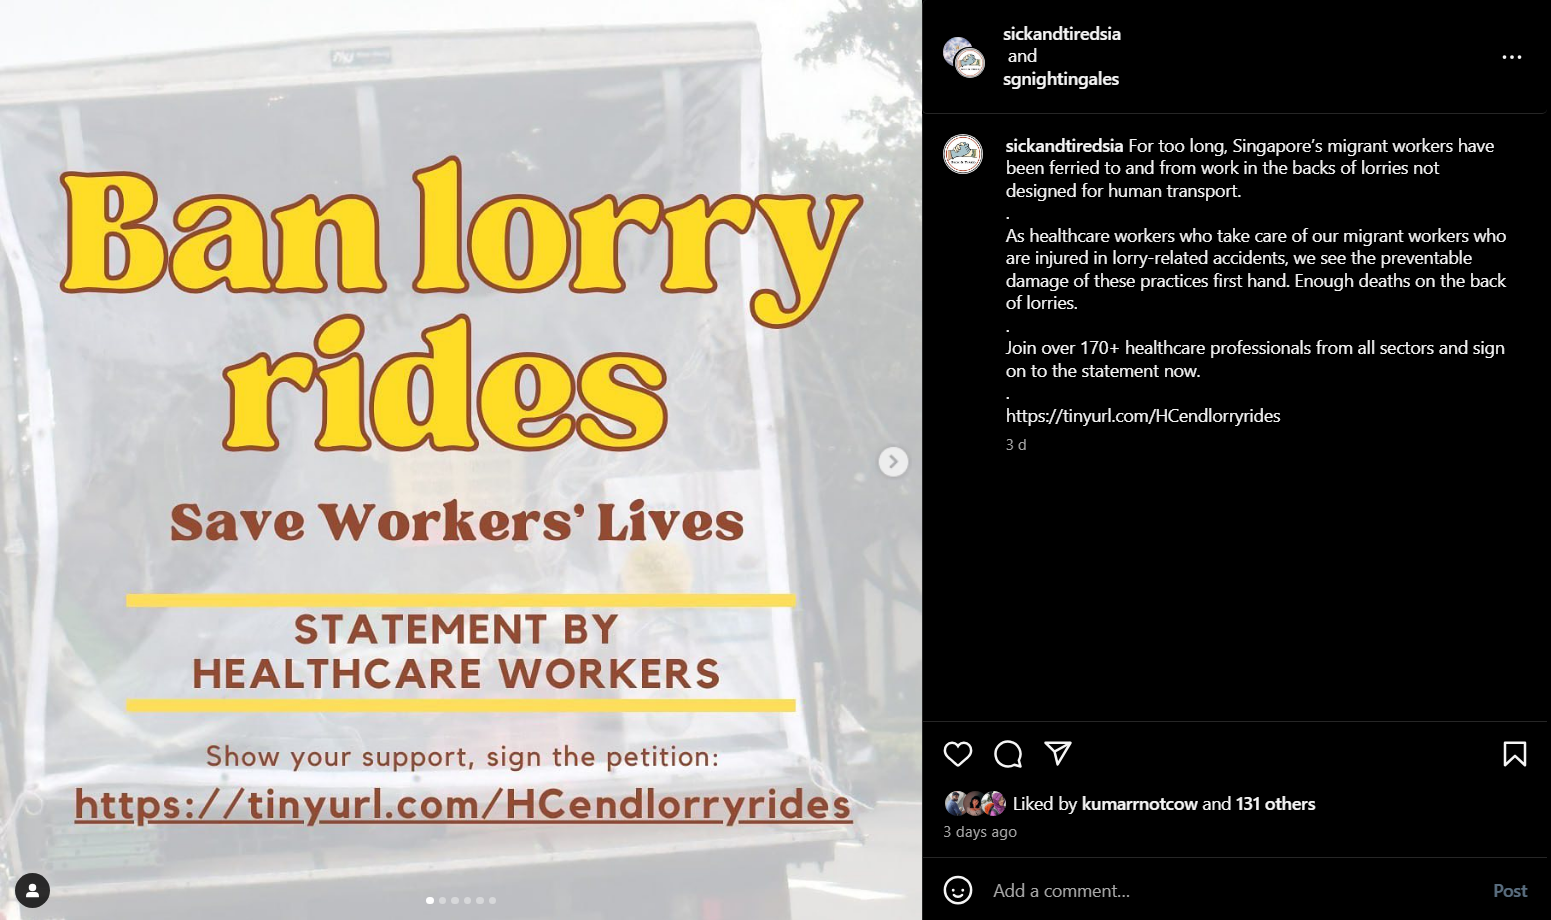 Ban lorry
rides
Save Workers' Lives
STATEMENT BY
HEALTHCARE WORKERS
Show your support, sign the petition:
https://tinyurl.com/HCendlorryrides
sickandtiredsia
and
sgnightingales
sickandtiredsia For too long, Singapore's migrant workers have
been ferried to and from work in the backs of lorries not
designed for human transport.
.
As healthcare workers who take care of our migrant workers who
are injured in lorry-related accidents, we see the preventable
damage of these practices first hand. Enough deaths on the back
of lorries.
.
Join over 170+ healthcare professionals from all sectors and sign
on to the statement now.
.
https://tinyurl.com/HCendlorryrides
3 d
Liked by kumarrnotcow and 131 others
3 days ago
Add a comment...
Post